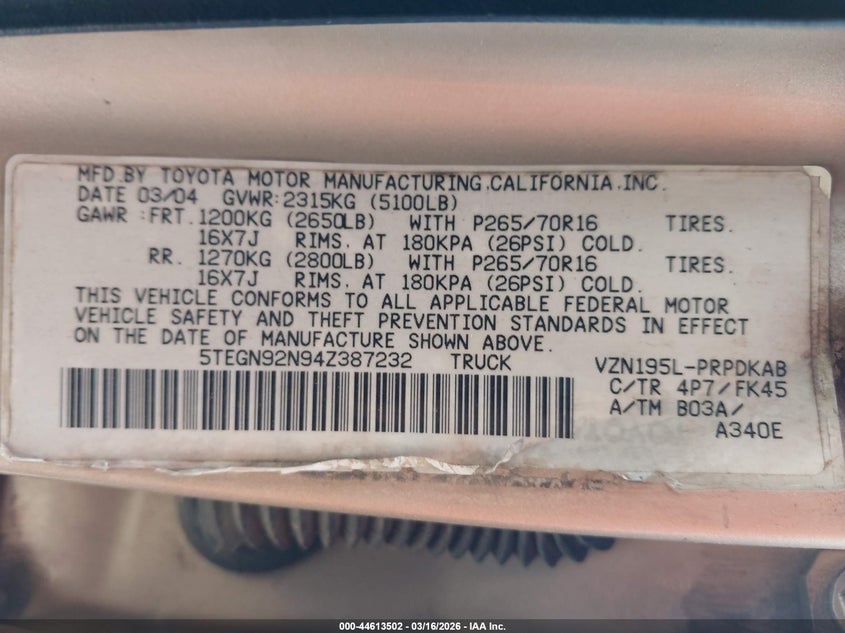 MFD.BY TOYOTA MOTOR MANUFACTURING.CALIFORNIA.INC.
DATE 03/04 GVWR:2315KG (5100LB)
GAWR :FRT.1200KG (2650LB) WITH P265/70R16 TIRES.
16X7J RIMS. AT 180KPA (26PSI) COLD.
RR. 1270KG (2800LB) WITH P265/70R16 TIRES.
16X7J RIMS. AT 180KPA (26PSI) COLD.
THIS VEHICLE CONFORMS TO ALL APPLICABLE FEDERAL MOTOR
VEHICLE SAFETY AND THEFT PREVENTION STANDARDS IN EFFECT
ON THE DATE OF MANUFACTURE SHOWN ABOVE.
5TEGN92N94Z387232 TRUCK VZN195L-PRPDKAB
C/TR 4P7/FK45
A/TM B03A/
A340E
000-44613502 - 03/16/2026 - IAA Inc.